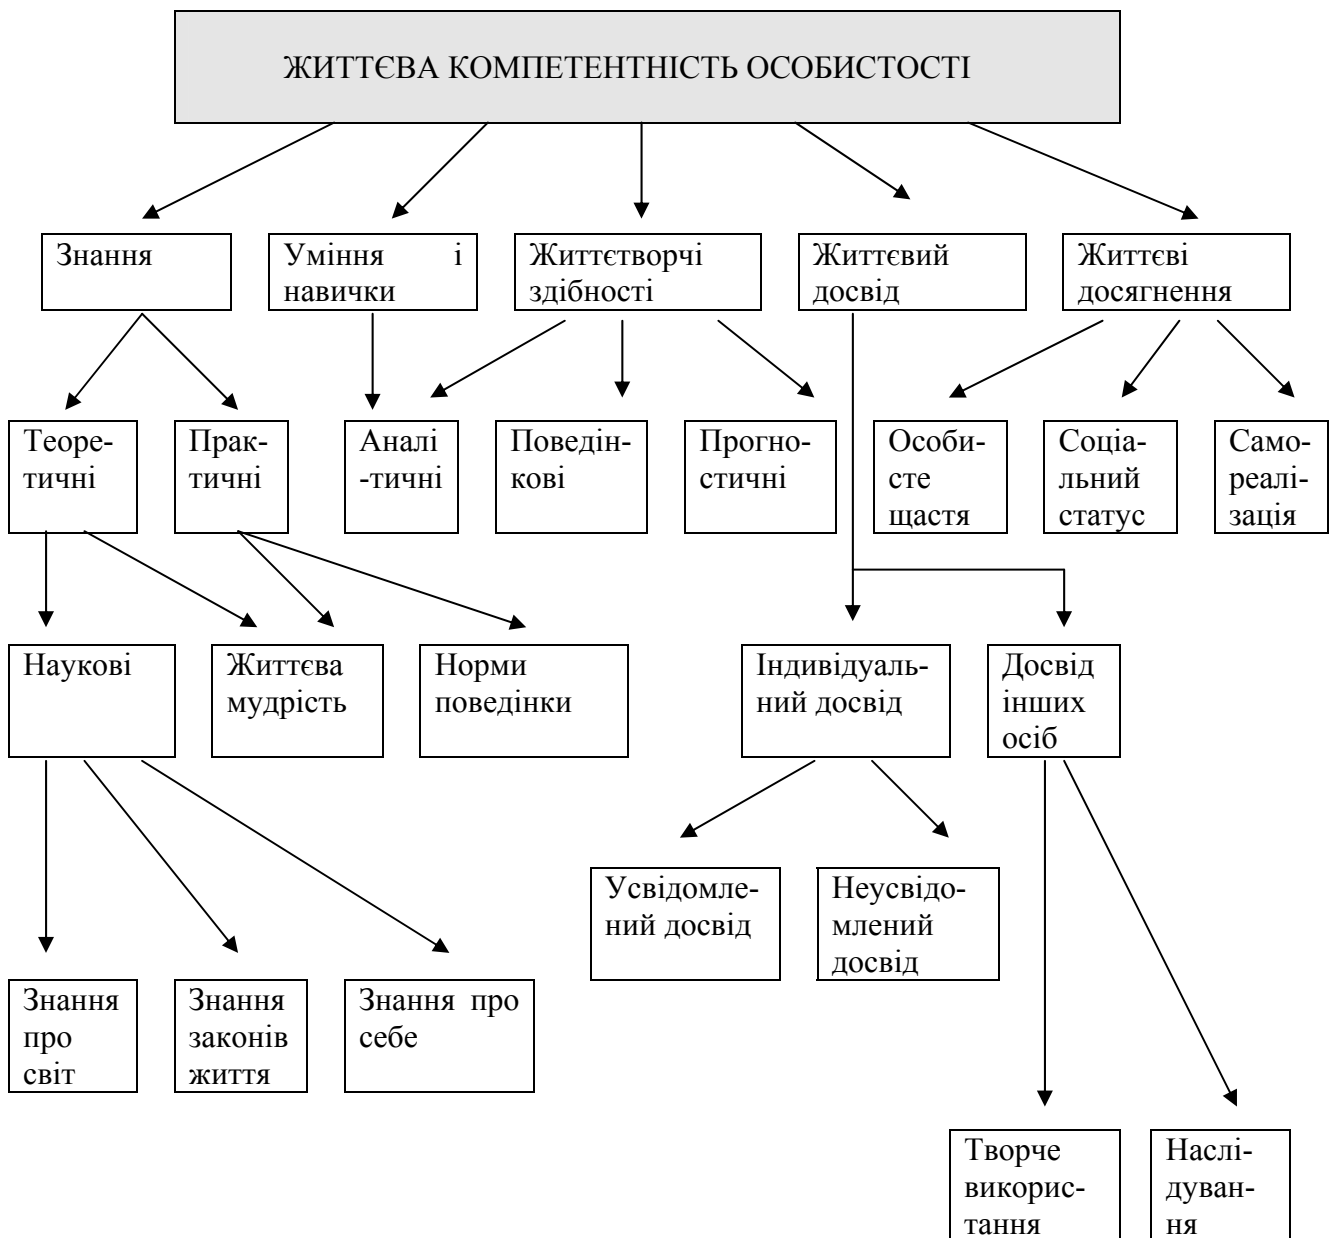 ЖИТТЄВА КОМПЕТЕНТНІСТЬ ОСОБИСТОСТІ
Знання
Уміння і
навички
Життєтворчі
здібності
Життєвий
досвід
Життєві
досягнення
Теоре-
тичні
Прак-
тичні
Аналі
-тичні
Поведін-
кові
Прогно-
стичні
Особи-
сте
щастя
Соціа-
льний
статус
Само-
реалі-
зація
Наукові
Життєва
мудрість
Норми
поведінки
Індивідуаль-
ний досвід
Досвід
інших
осіб
Усвідомле-
ний досвід
Неусвідо-
млений
досвід
Знання
про
світ
Знання
законів
життя
Знання про
себе
Творче
викорис-
тання
Наслі-
дуван-
ня